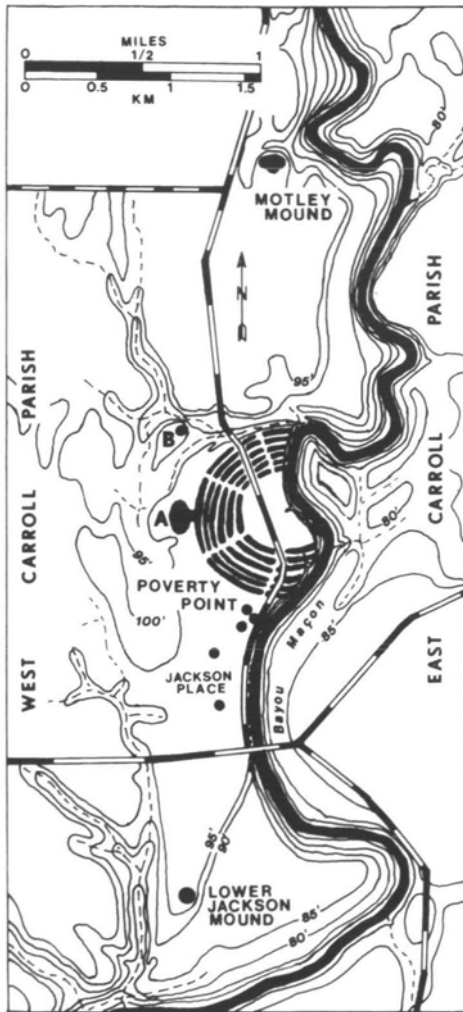 MILES
0 1/2 1
0 0.5 1 1.5
KM
80'
MOTLEY
MOUND
N
PARISH
95'
PARISH
B
CARROLL
CARROLL
A
80'
95'
POVERTY
POINT
100'
Maçon
85'
WEST
JACKSON
PLACE
Bayou
EAST
95'
90'
LOWER
JACKSON
MOUND
85'
80'